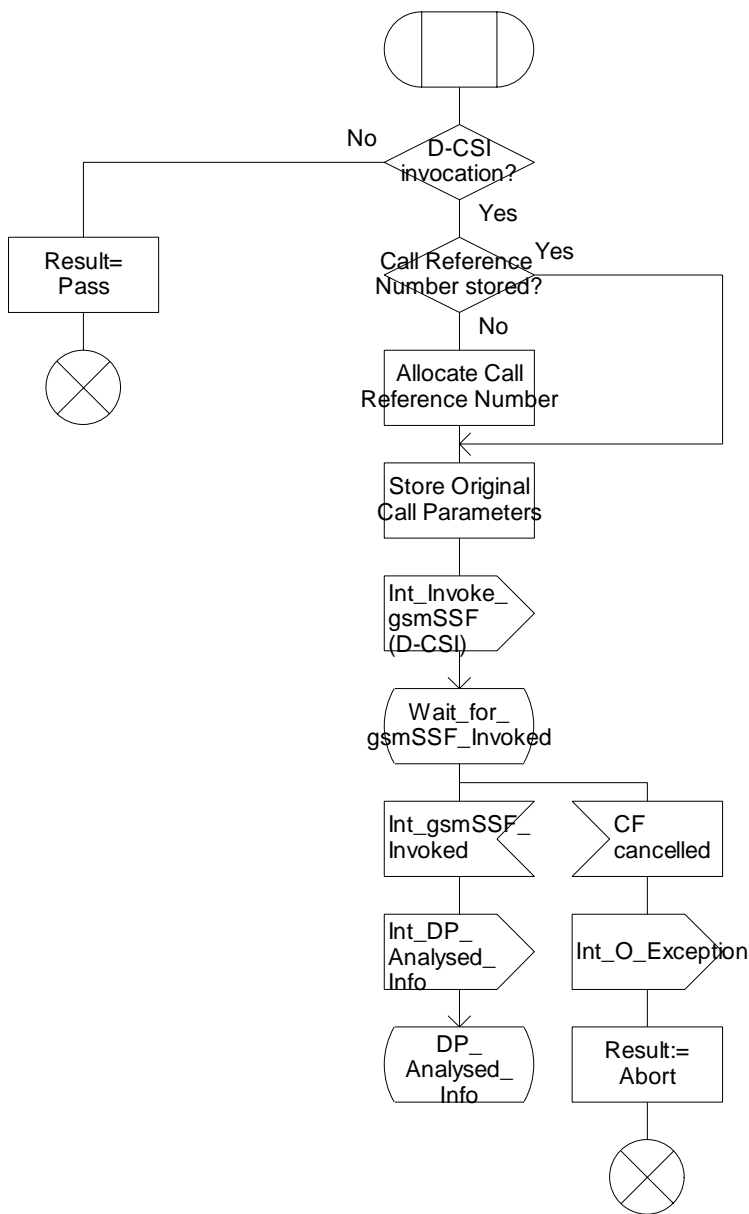 No
D-CSI
invocation?
Yes
Result=
Pass
Call Reference
Number stored?
Yes
No
Allocate Call
Reference Number
Store Original
Call Parameters
Int_Invoke_
gsmSSF
(D-CSI)
Wait_for_
gsmSSF_Invoked
Int_gsmSSF_
Invoked
CF
cancelled
Int_DP_
Analysed_
Info
Int_O_Exception
DP_
Analysed_
Info
Result:=
Abort